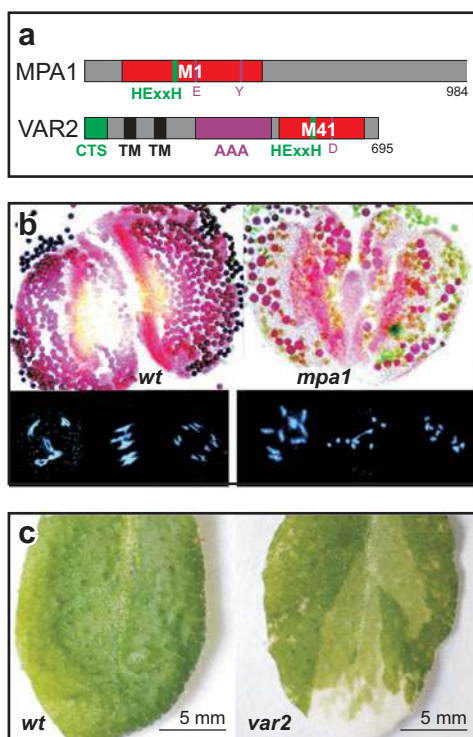 a
MPA1 M1
HExxH E Y 984
VAR2 M41
CTS TM TM AAA HExxH D 695
b
wt mpa1
c
wt 5 mm var2 5 mm